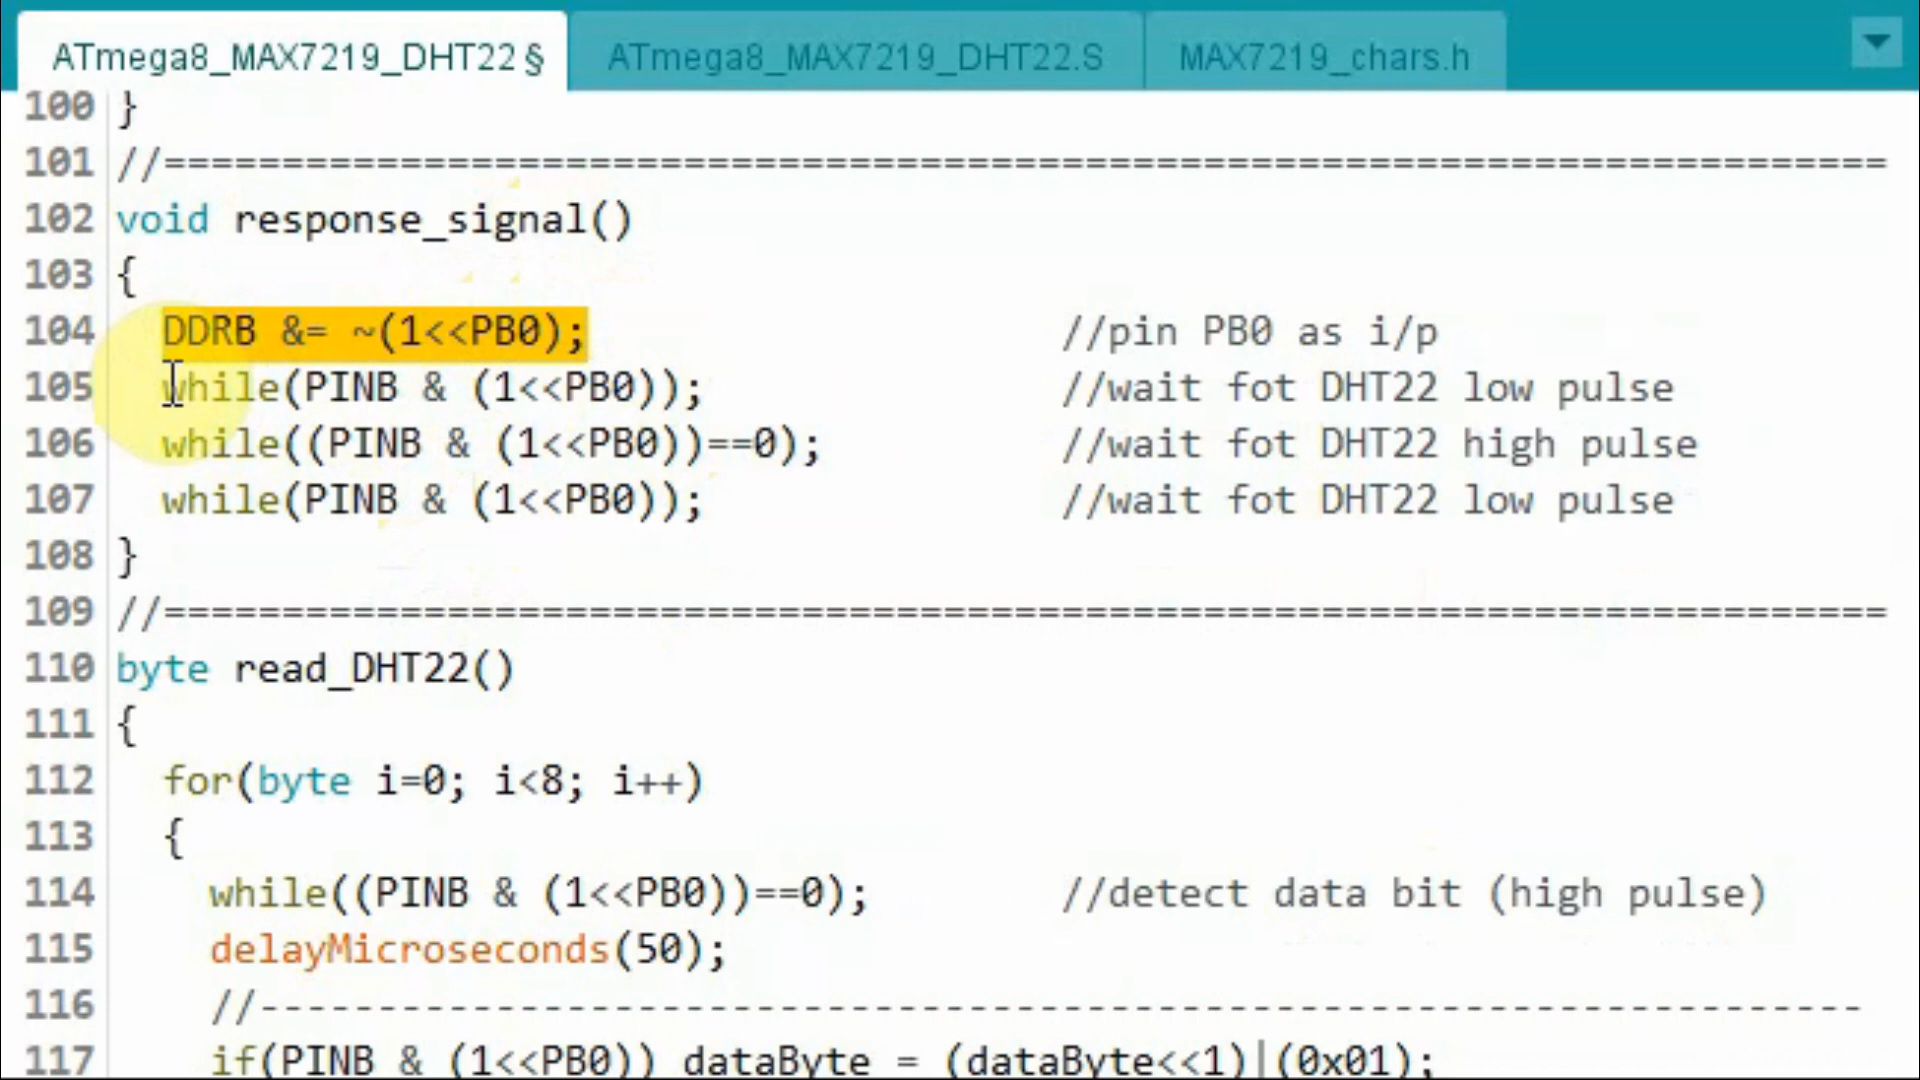 ATmega8_MAX7219_DHT22 § ATmega8_MAX7219_DHT22.S MAX7219_chars.h
100 }
101 //=========================================================================
102 void response_signal()
103 {
104 DDRB &= ~(1<<PB0); //pin PB0 as i/p
105 while(PINB & (1<<PB0)); //wait fot DHT22 low pulse
106 while((PINB & (1<<PB0))==0); //wait fot DHT22 high pulse
107 while(PINB & (1<<PB0)); //wait fot DHT22 low pulse
108 }
109 //=========================================================================
110 byte read_DHT22()
111 {
112 for(byte i=0; i<8; i++)
113 {
114 while((PINB & (1<<PB0))==0); //detect data bit (high pulse)
115 delayMicroseconds(50);
116 //--------------------------------------------------------------------
117 if(PINB & (1<<PB0)) dataByte = (dataByte<<1)|(0x01);